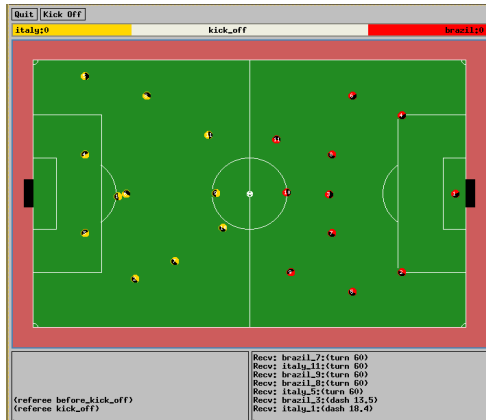 Quit Kick Off
italy:0 kick_off brazil:0
(referee before_kick_off)
(referee kick_off)
Recv: brazil_7:(turn 60)
Recv: italy_11:(turn 60)
Recv: brazil_9:(turn 60)
Recv: brazil_8:(turn 60)
Recv: italy_5:(turn 60)
Recv: brazil_3:(dash 13,5)
Recv: italy_1:(dash 18,4)